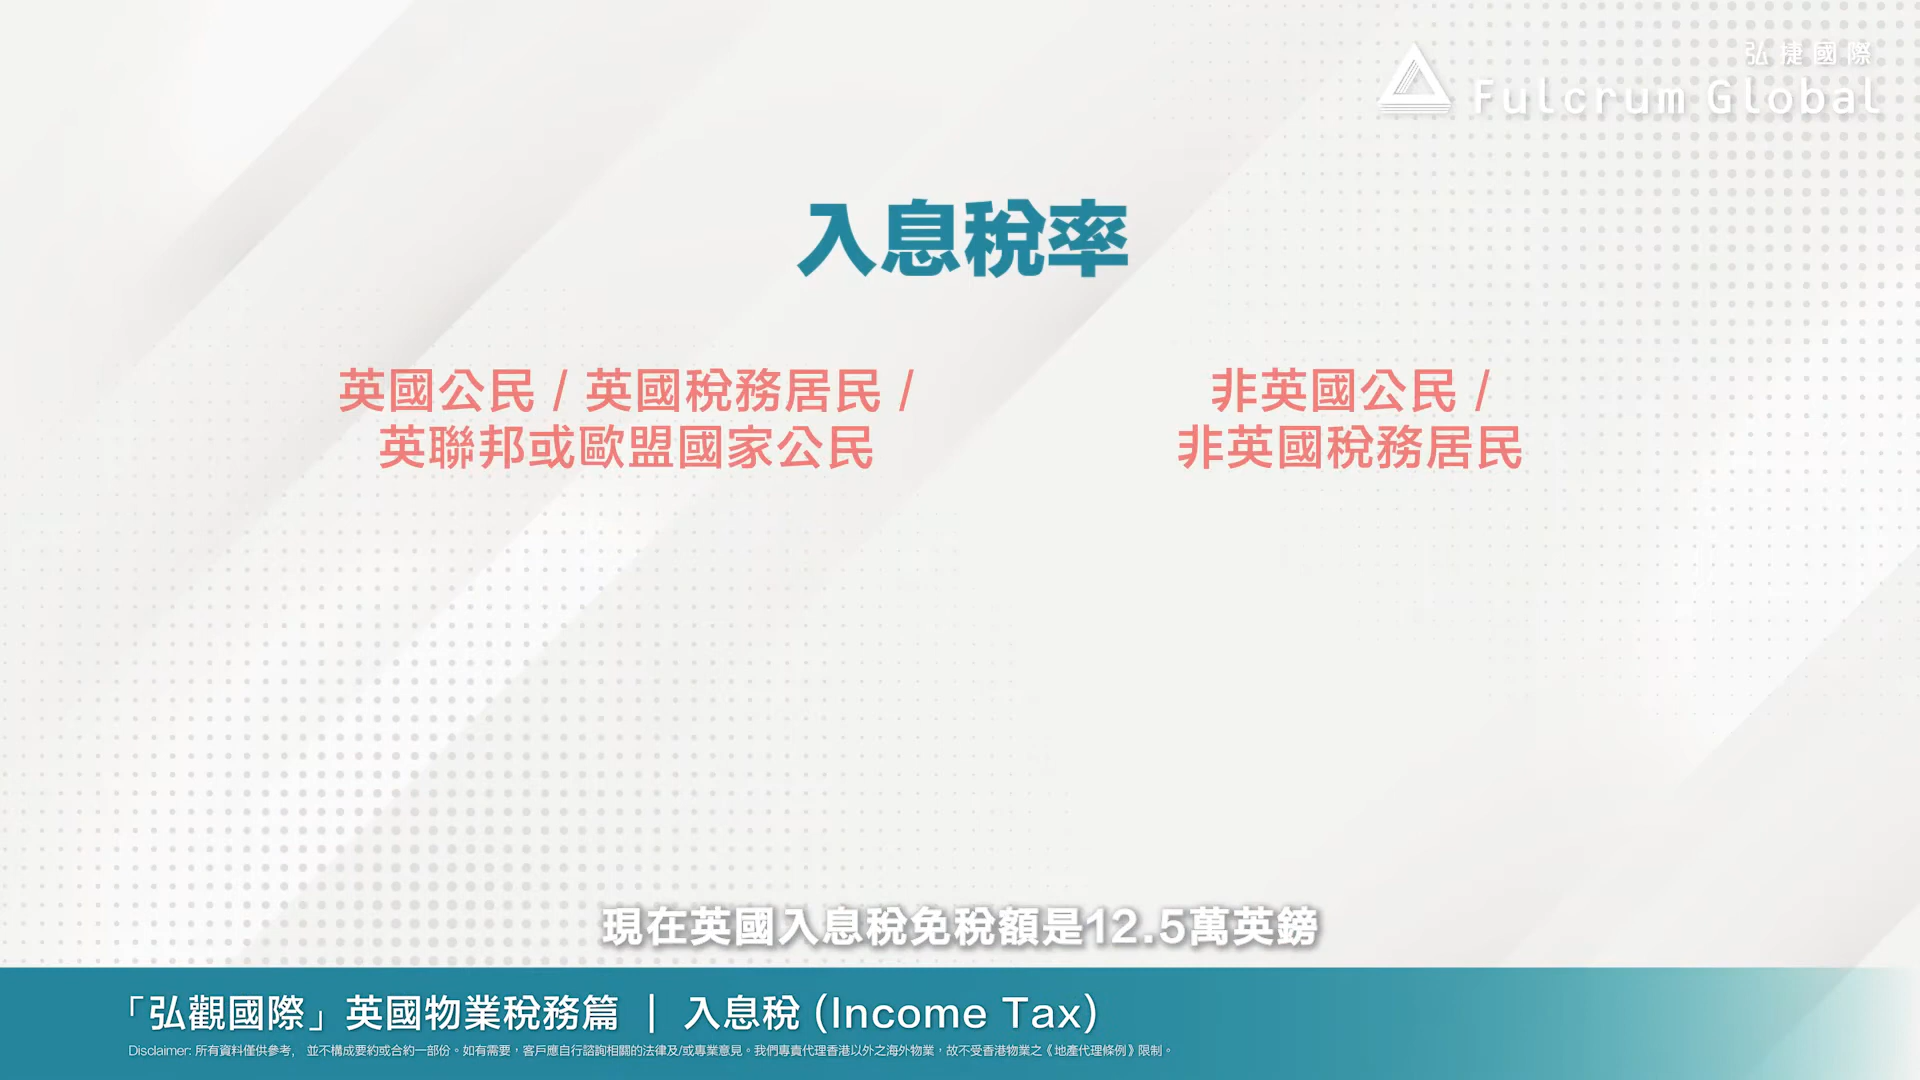 弘捷國際
Fulcrum Global
入息稅率
英國公民 / 英國稅務居民 /
英聯邦或歐盟國家公民
非英國公民 /
非英國稅務居民
現在英國入息稅免稅額是12.5萬英鎊
「弘觀國際」英國物業稅務篇 ｜ 入息稅 (Income Tax)
Disclaimer: 所有資料僅供參考， 並不構成要約或合約一部份。如有需要，客戶應自行諮詢相關的法律及/或專業意見。我們專責代理香港以外之海外物業，故不受香港物業之《地產代理條例》限制。